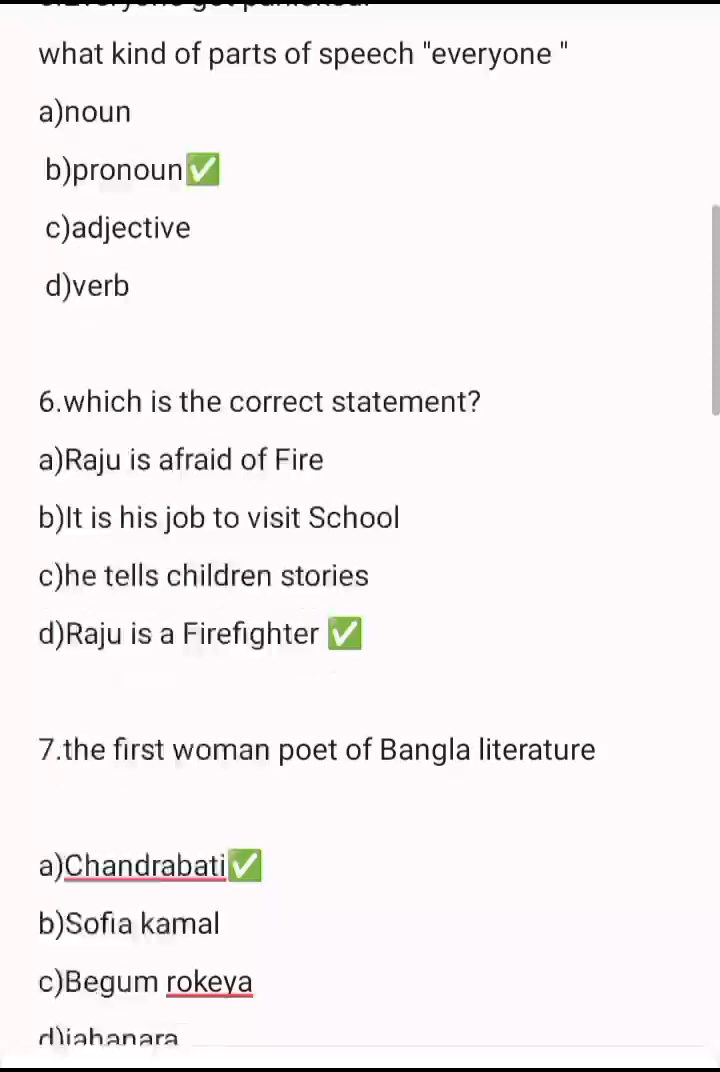 what kind of parts of speech "everyone "
a)noun
b)pronoun✅
c)adjective
d)verb
6.which is the correct statement?
a)Raju is afraid of Fire
b)It is his job to visit School
c)he tells children stories
d)Raju is a Firefighter ✅
7.the first woman poet of Bangla literature
a)Chandrabati✅
b)Sofia kamal
c)Begum rokeya
d)jahanara